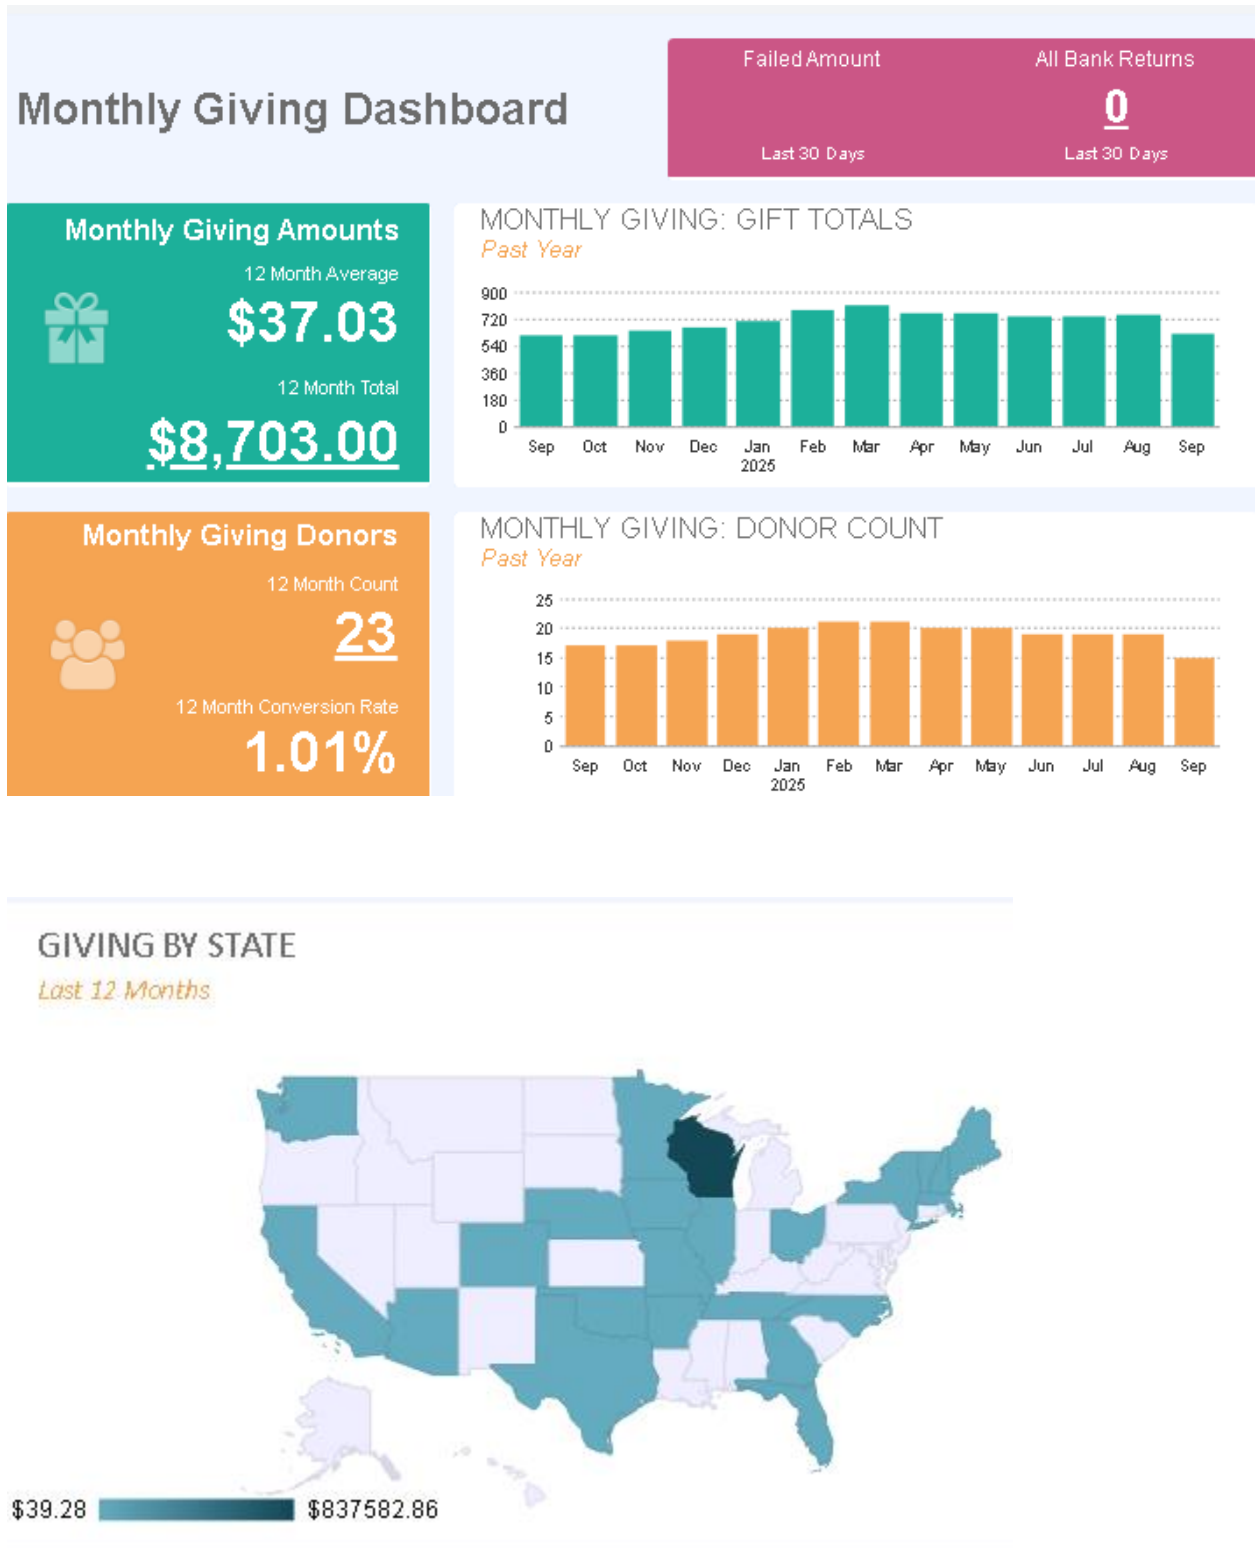 Monthly Giving Dashboard
Failed Amount
Last 30 Days
All Bank Returns
0
Last 30 Days
Monthly Giving Amounts
12 Month Average
$37.03
12 Month Total
$8,703.00
MONTHLY GIVING: GIFT TOTALS
Past Year
900
720
540
360
180
0
Sep Oct Nov Dec Jan Feb Mar Apr May Jun Jul Aug Sep
2025
Monthly Giving Donors
12 Month Count
23
12 Month Conversion Rate
1.01%
MONTHLY GIVING: DONOR COUNT
Past Year
25
20
15
10
5
0
Sep Oct Nov Dec Jan Feb Mar Apr May Jun Jul Aug Sep
2025
GIVING BY STATE
Last 12 Months
$39.28 $837582.86